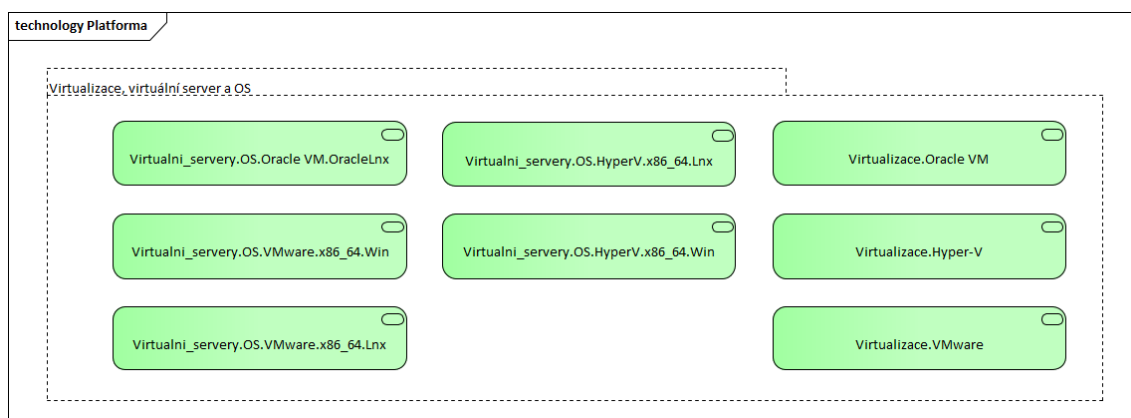 technology Platforma
Virtualizace, virtuální server a OS
Virtualni_servery.OS.Oracle VM.OracleLnx
Virtualni_servery.OS.HyperV.x86_64.Lnx
Virtualizace.Oracle VM
Virtualni_servery.OS.VMware.x86_64.Win
Virtualni_servery.OS.HyperV.x86_64.Win
Virtualizace.Hyper-V
Virtualni_servery.OS.VMware.x86_64.Lnx
Virtualizace.VMware